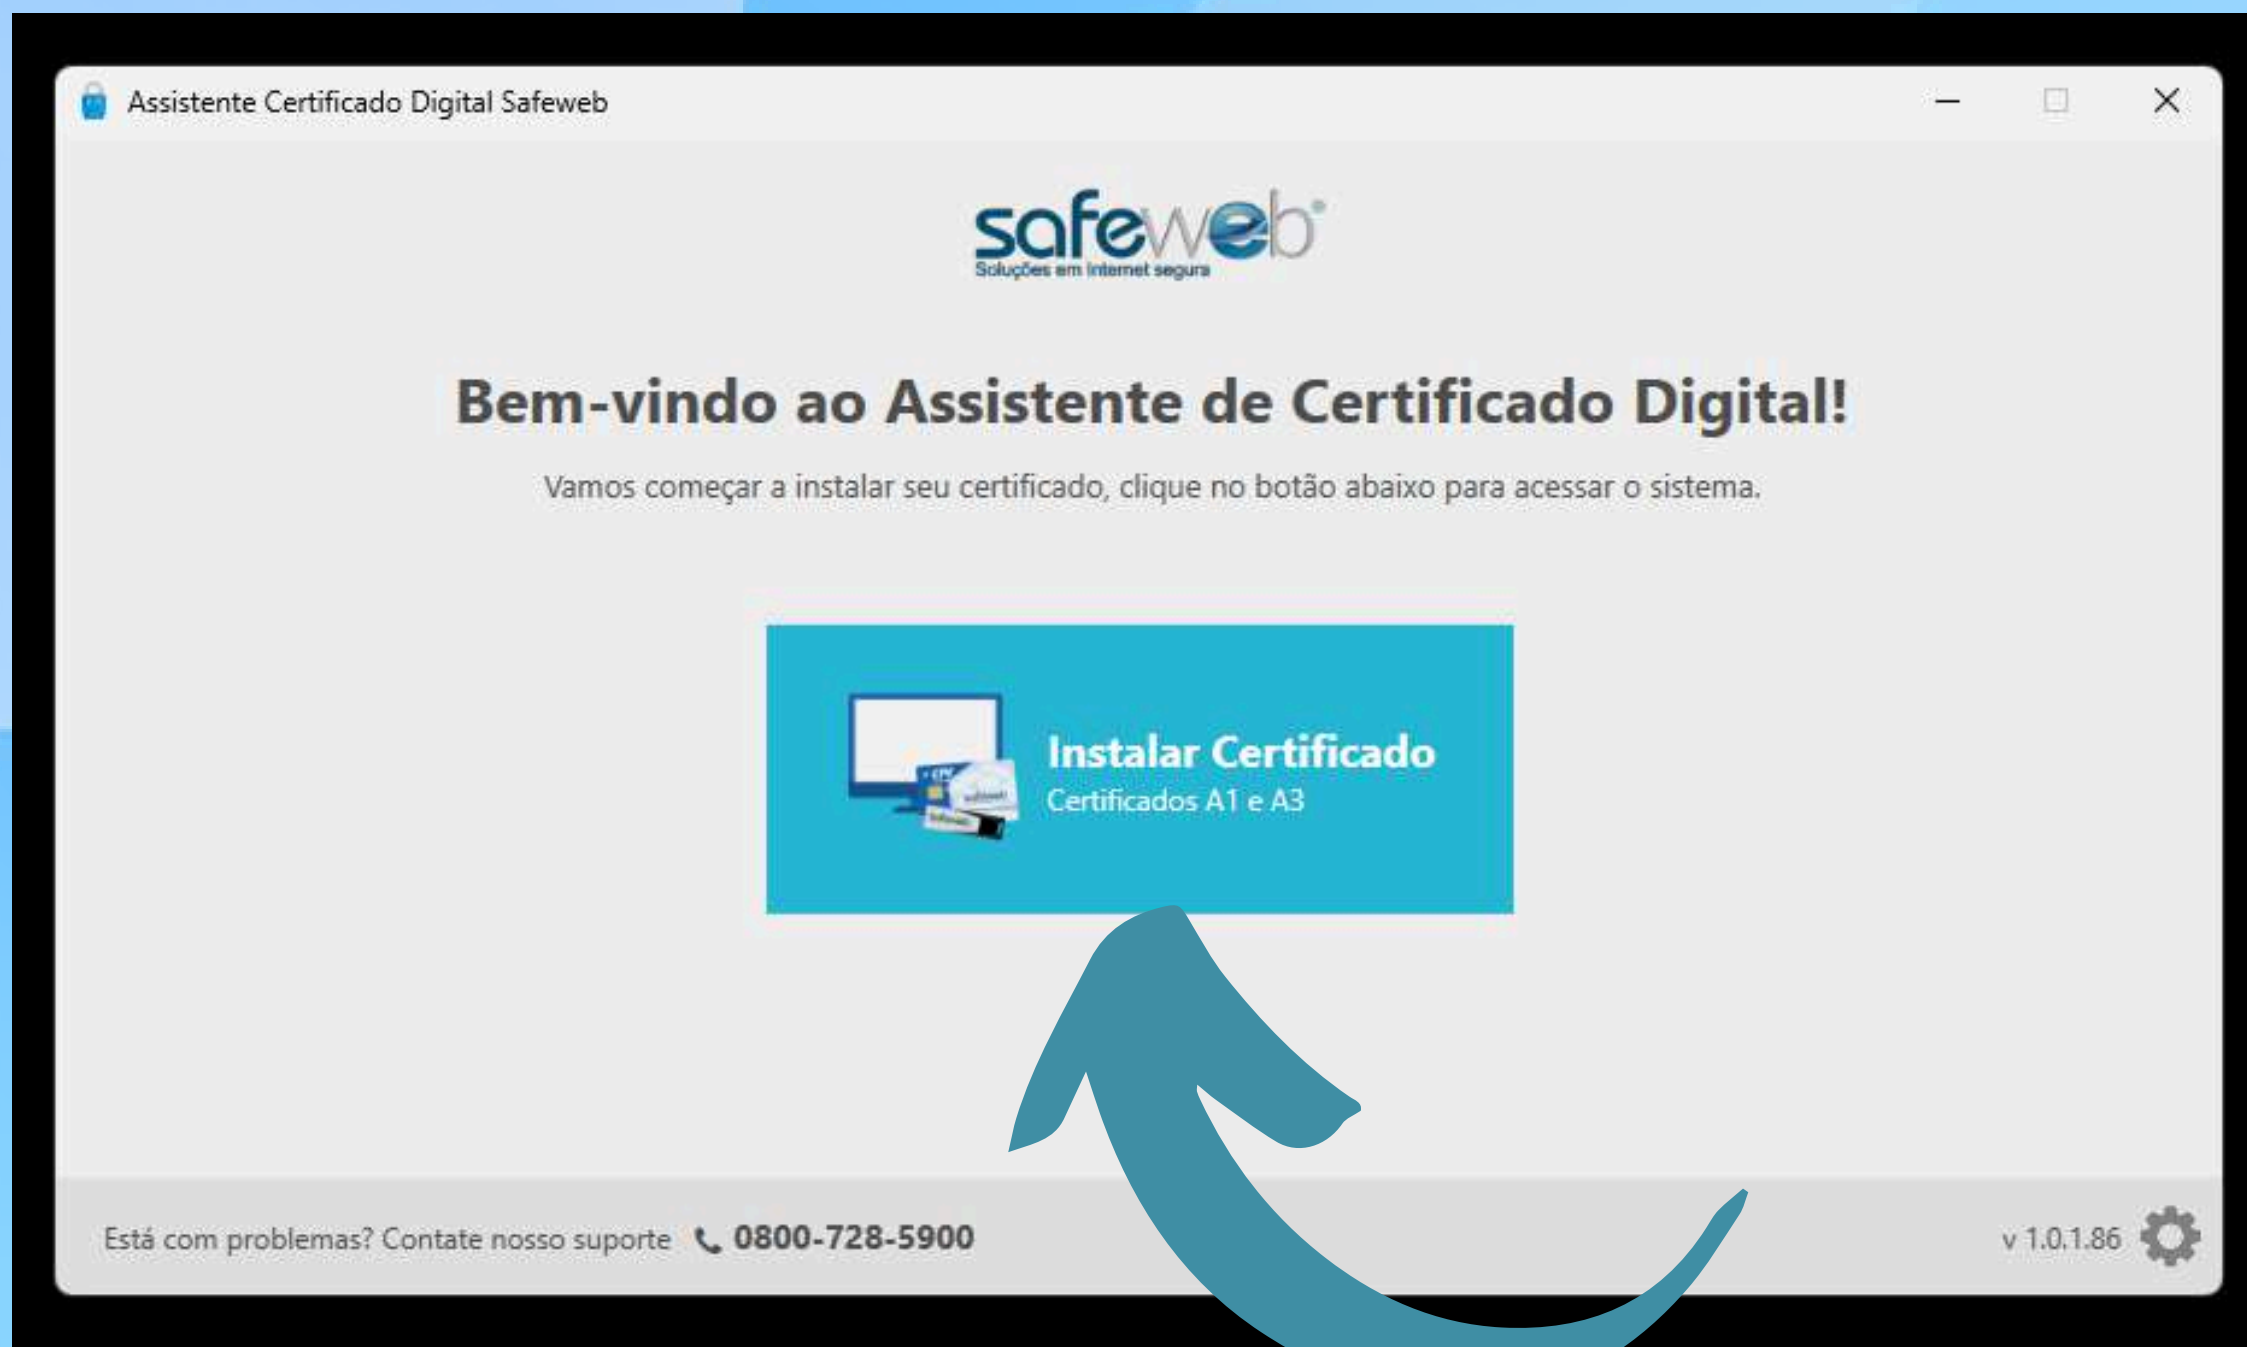 Assistente Certificado Digital Safeweb
safeweb
Soluções em Internet segura
Bem-vindo ao Assistente de Certificado Digital!
Vamos começar a instalar seu certificado, clique no botão abaixo para acessar o sistema.
Instalar Certificado
Certificados A1 e A3
Está com problemas? Contate nosso suporte 0800-728-5900
v 1.0.1.86